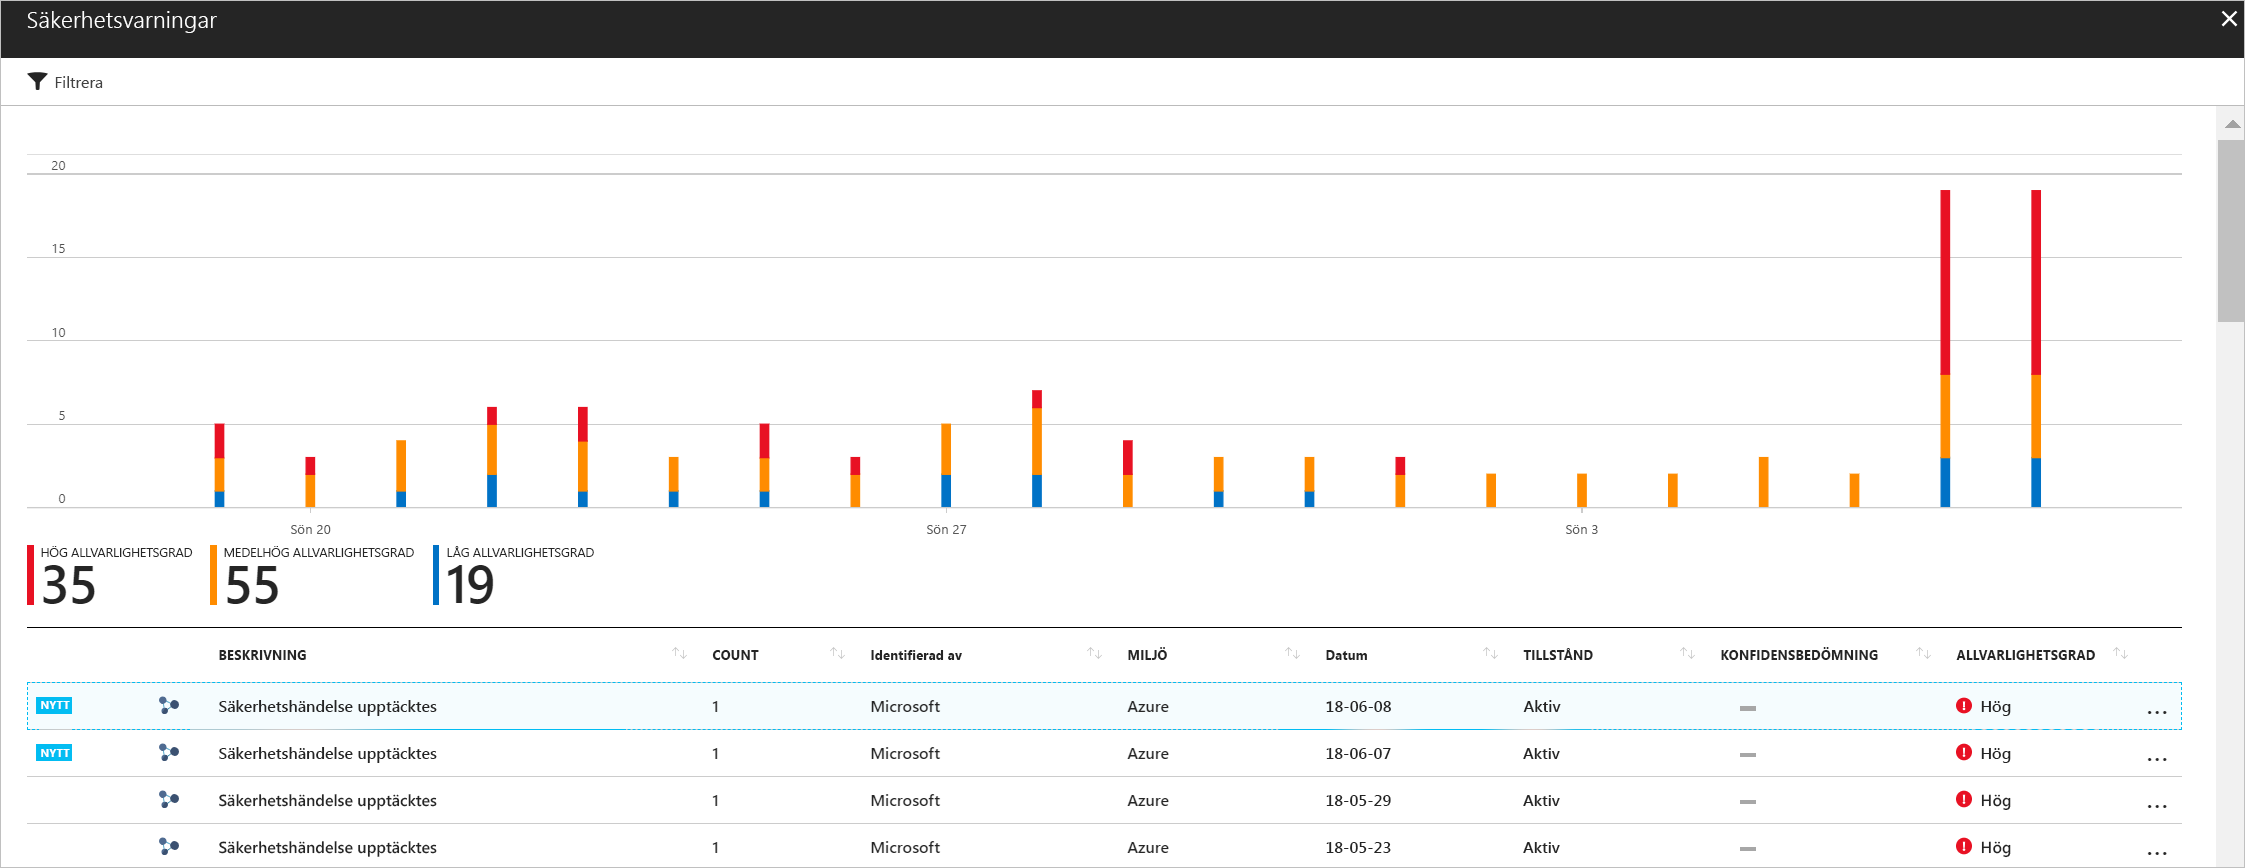 Säkerhetsvarningar
Filtrera
20
15
10
5
0
Sön 20 Sön 27 Sön 3
HÖG ALLVARLIGHETSGRAD MEDELHÖG ALLVARLIGHETSGRAD LÅG ALLVARLIGHETSGRAD
35 55 19
BESKRIVNING COUNT Identifierad av MILJÖ Datum TILLSTÅND KONFIDENSBEDÖMNING ALLVARLIGHETSGRAD
NYTT Säkerhetshändelse upptäcktes 1 Microsoft Azure 18-06-08 Aktiv Hög ...
NYTT Säkerhetshändelse upptäcktes 1 Microsoft Azure 18-06-07 Aktiv Hög ...
Säkerhetshändelse upptäcktes 1 Microsoft Azure 18-05-29 Aktiv Hög ...
Säkerhetshändelse upptäcktes 1 Microsoft Azure 18-05-23 Aktiv Hög ...